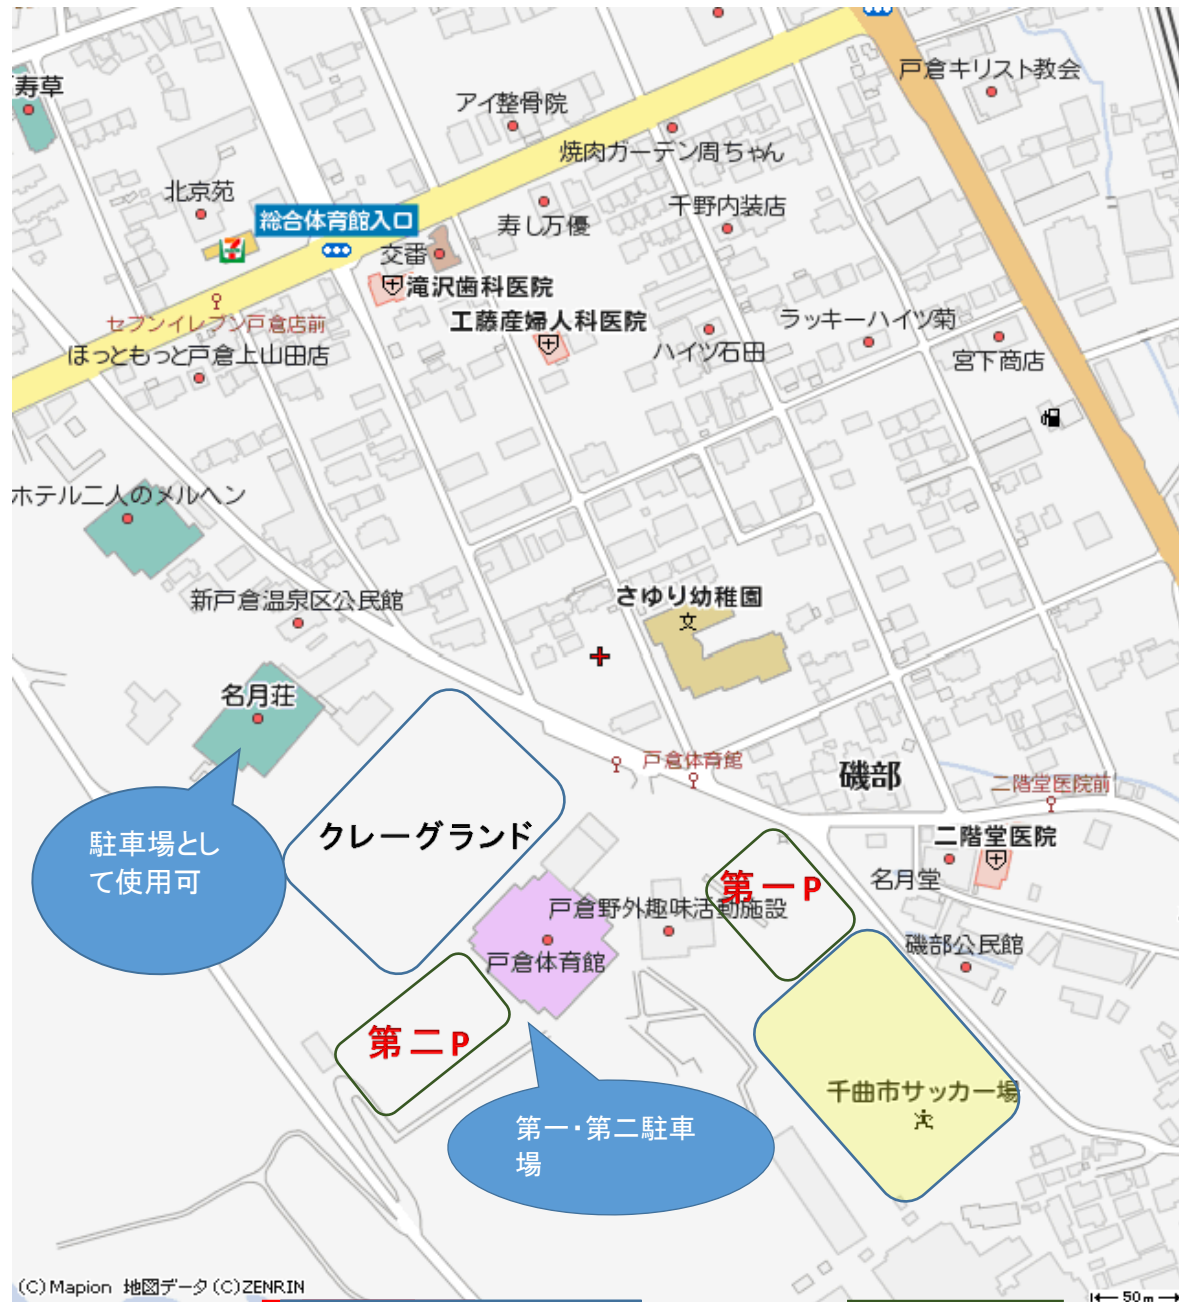 戸倉キリスト教会
寿草
アイ整骨院
焼肉ガーデン周ちゃん
北京苑
千野内装店
総合体育館入口
寿し万優
交番
滝沢歯科医院
セブンイレブン戸倉店前
工藤産婦人科医院
ラッキーハイツ菊
ほっともっと戸倉上山田店
ハイツ石田
宮下商店
ホテル二人のメルヘン
新戸倉温泉区公民館
さゆり幼稚園
文
名月荘
戸倉体育館
磯部
二階堂医院前
駐車場とし
て使用可
クレーグランド
二階堂医院
名月堂
第一P
戸倉野外趣味活動施設
磯部公民館
戸倉体育館
第二P
千曲市サッカー場
第一・第二駐車
場
(C)Mapion 地図データ(C)ZENRIN
50m